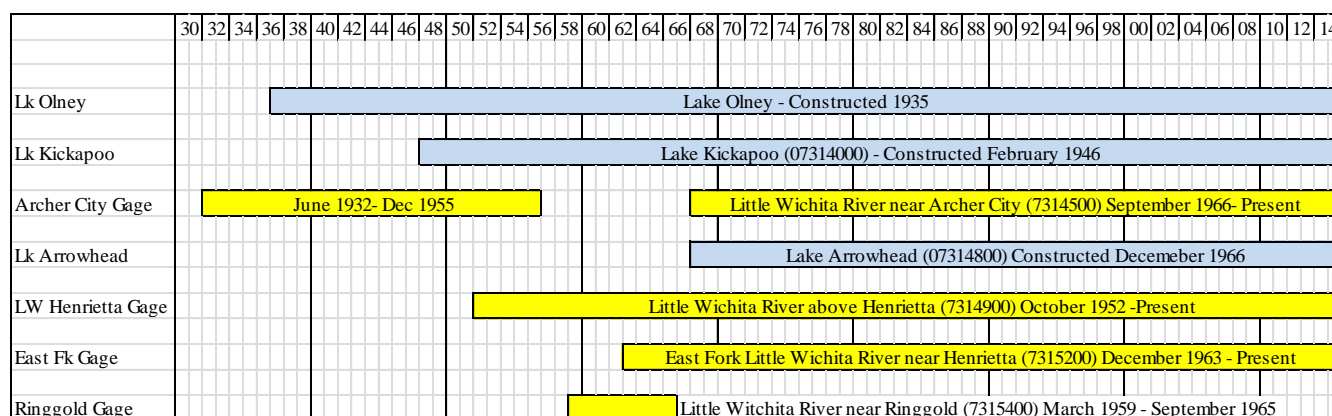 30 32 34 36 38 40 42 44 46 48 50 52 54 56 58 60 62 64 66 68 70 72 74 76 78 80 82 84 86 88 90 92 94 96 98 00 02 04 06 08 10 12 14
Lk Olney Lake Olney - Constructed 1935
Lk Kickapoo Lake Kickapoo (07314000) - Constructed February 1946
Archer City Gage June 1932- Dec 1955 Little Wichita River near Archer City (7314500) September 1966- Present
Lk Arrowhead Lake Arrowhead (07314800) Constructed Decemeber 1966
LW Henrietta Gage Little Wichita River above Henrietta (7314900) October 1952 -Present
East Fk Gage East Fork Little Wichita River near Henrietta (7315200) December 1963 - Present
Ringgold Gage Little Witchita River near Ringgold (7315400) March 1959 - September 1965